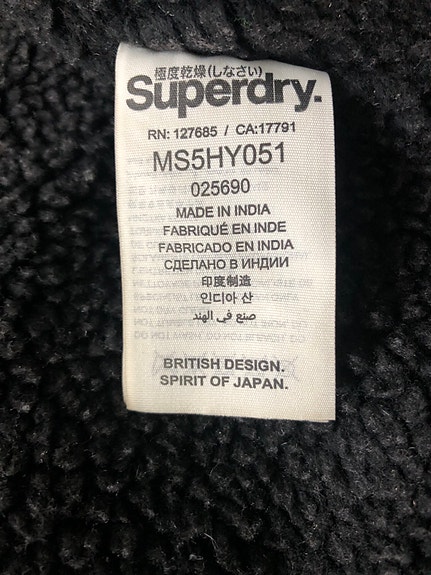 極度乾燥(しなさい)
Superdry.
RN: 127685 / CA:17791
MS5HY051
025690
MADE IN INDIA
FABRIQUÉ EN INDE
FABRICADO EN INDIA
СДЕЛАНО В ИНДИИ
印度制造
인디아 산
صنع في الهند
BRITISH DESIGN.
SPIRIT OF JAPAN.